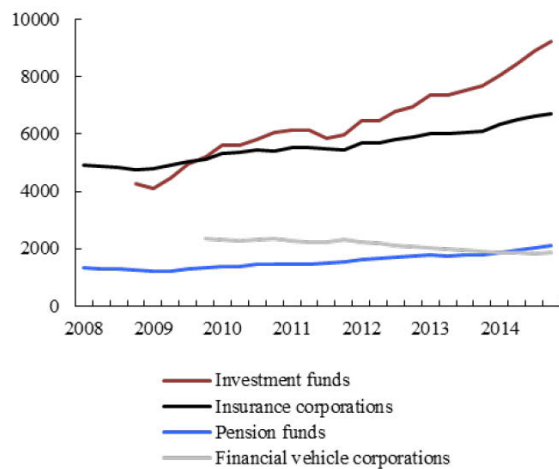 10000
8000
6000
4000
2000
0
2008 2009 2010 2011 2012 2013 2014
Investment funds
Insurance corporations
Pension funds
Financial vehicle corporations